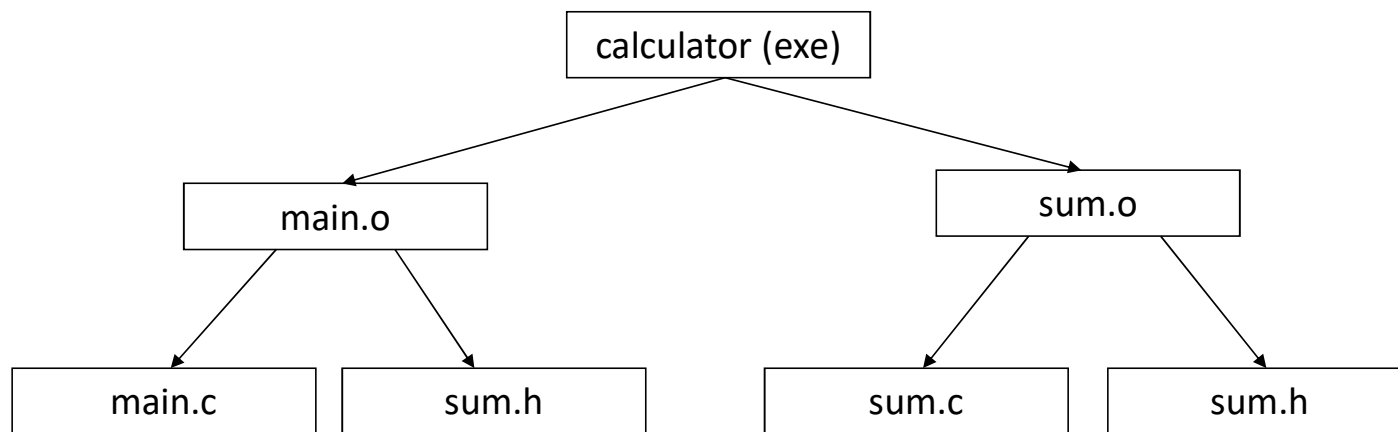 calculator (exe)
main.o
sum.o
main.c
sum.h
sum.c
sum.h